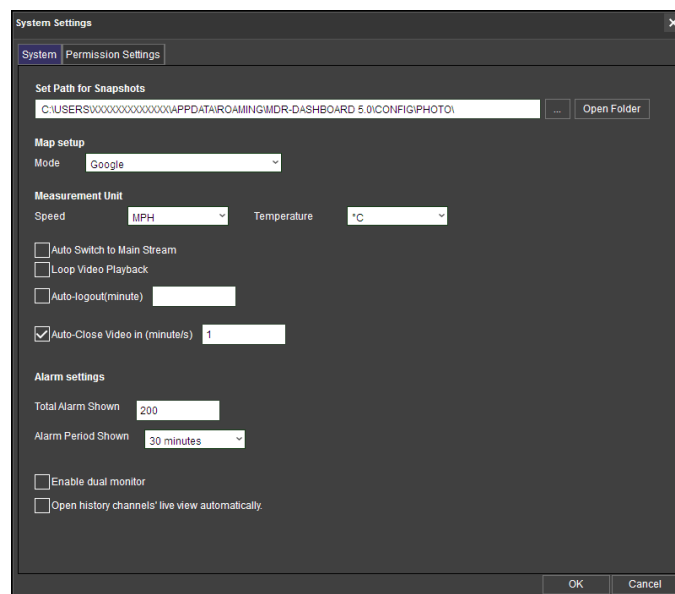 System Settings
System Permission Settings
Set Path for Snapshots
C:\USERS\XXXXXXXXXXXXX\APPDATA\ROAMING\MDR-DASHBOARD 5.0\CONFIG\PHOTO\ ... Open Folder
Map setup
Mode Google
Measurement Unit
Speed MPH Temperature °C
Auto Switch to Main Stream
Loop Video Playback
Auto-logout(minute)
Auto-Close Video in (minute/s) 1
Alarm settings
Total Alarm Shown 200
Alarm Period Shown 30 minutes
Enable dual monitor
Open history channels' live view automatically.
OK Cancel